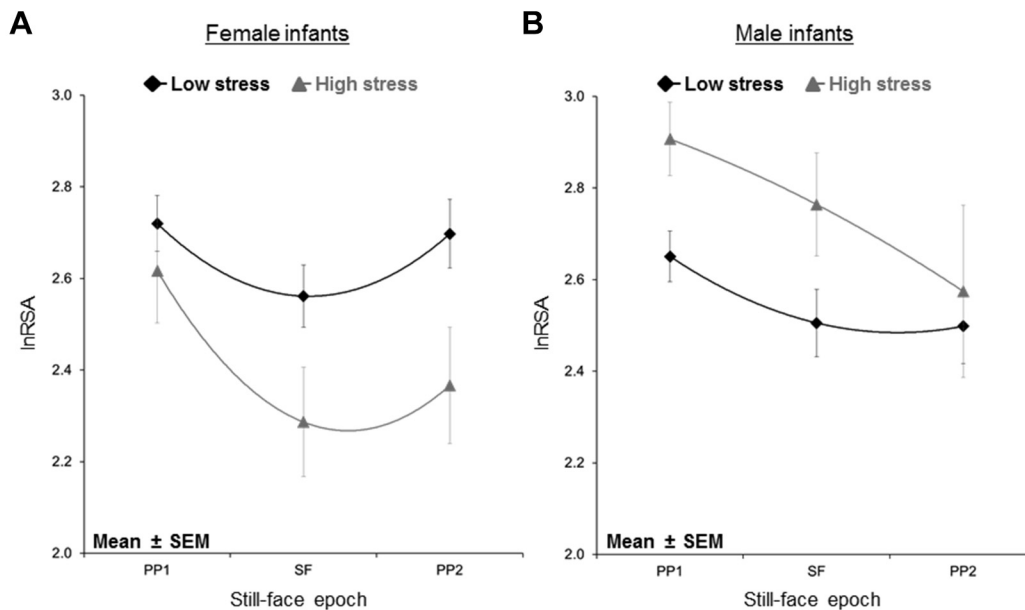 A
Female infants
Low stress
High stress
3.0
2.8
2.6
2.4
2.2
2.0
lnRSA
Mean ± SEM
PP1
SF
PP2
Still-face epoch
B
Male infants
Low stress
High stress
3.0
2.8
2.6
2.4
2.2
2.0
lnRSA
Mean ± SEM
PP1
SF
PP2
Still-face epoch